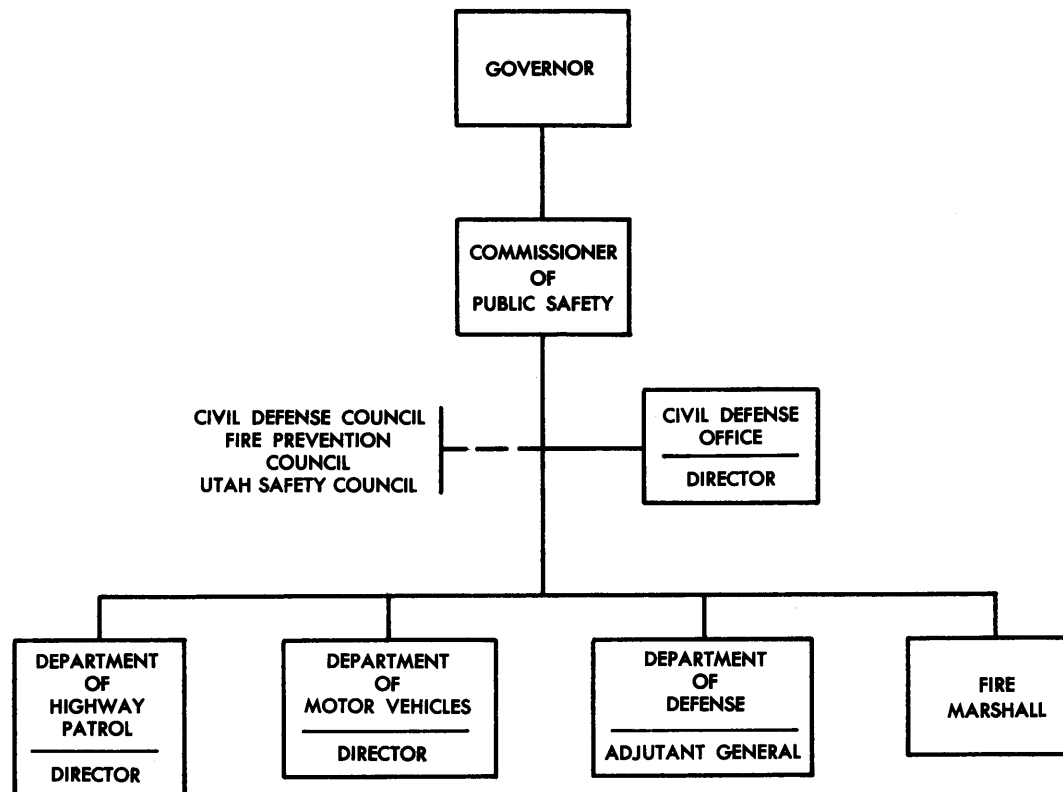 GOVERNOR
COMMISSIONER
OF
PUBLIC SAFETY
CIVIL DEFENSE COUNCIL
FIRE PREVENTION
COUNCIL
UTAH SAFETY COUNCIL
CIVIL DEFENSE
OFFICE
DIRECTOR
DEPARTMENT
OF
HIGHWAY
PATROL
DIRECTOR
DEPARTMENT
OF
MOTOR VEHICLES
DIRECTOR
DEPARTMENT
OF
DEFENSE
ADJUTANT GENERAL
FIRE
MARSHALL